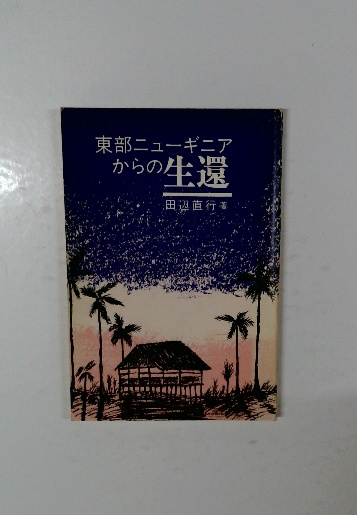 東部ニューギニア
からの生還
田辺直行著